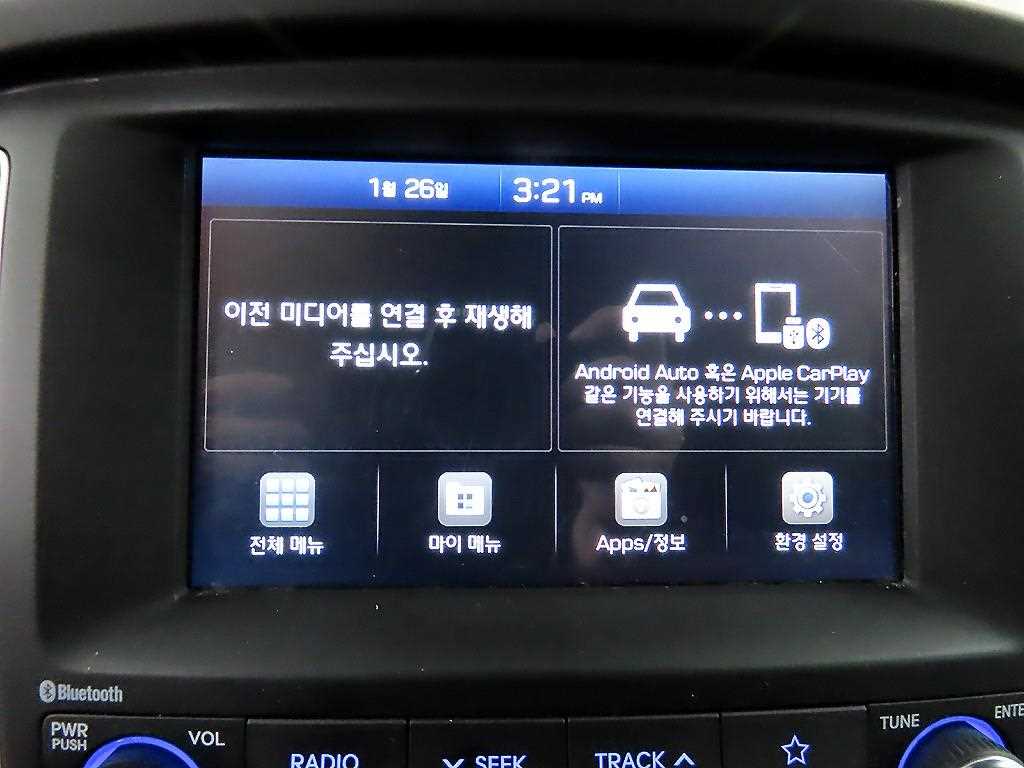 1월 26일 3:21 PM
이전 미디어를 연결 후 재생해
주십시오.
Android Auto 혹은 Apple CarPlay
같은 기능을 사용하기 위해서는 기기를
연결해 주시기 바랍니다.
전체 메뉴 마이 메뉴 Apps/정보 환경 설정
Bluetooth
PWR
PUSH
VOL
RADIO
SEEK
TRACK
TUNE